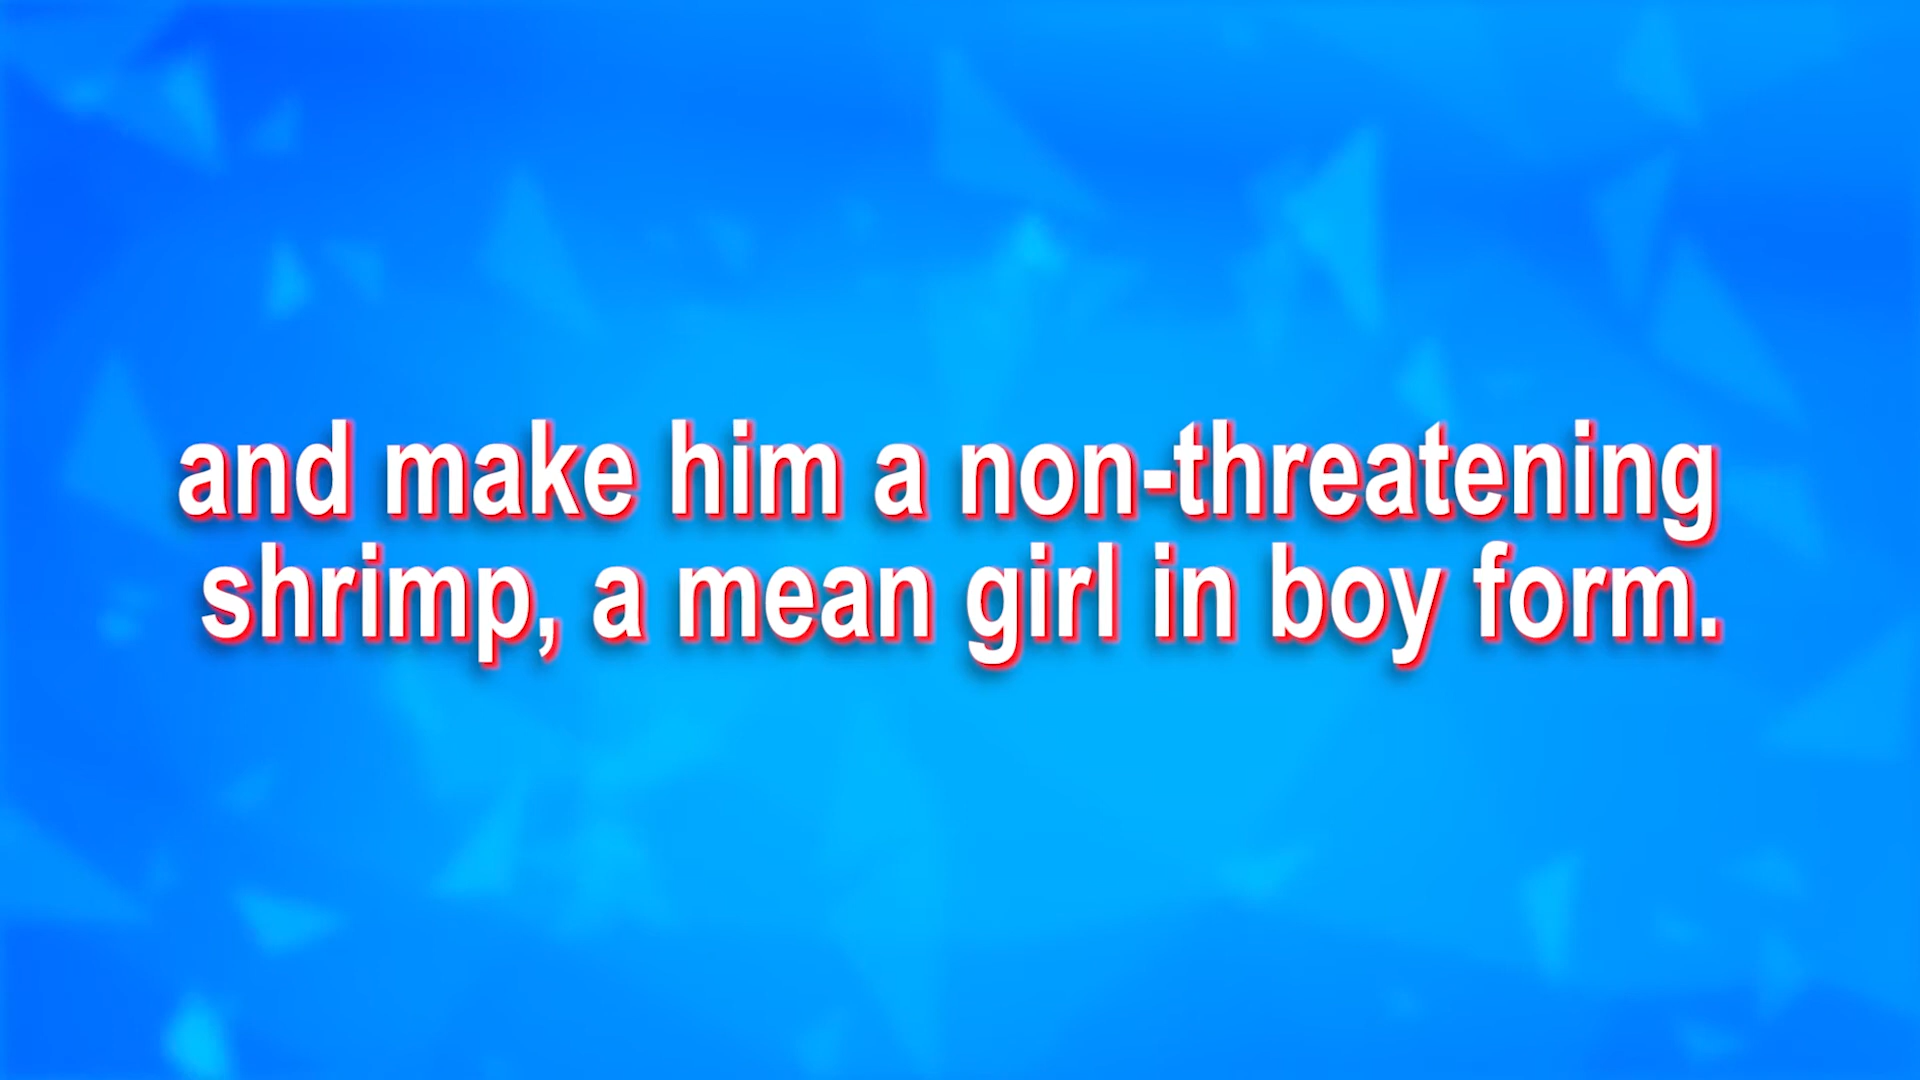 and make him a non-threatening
shrimp, a mean girl in boy form.